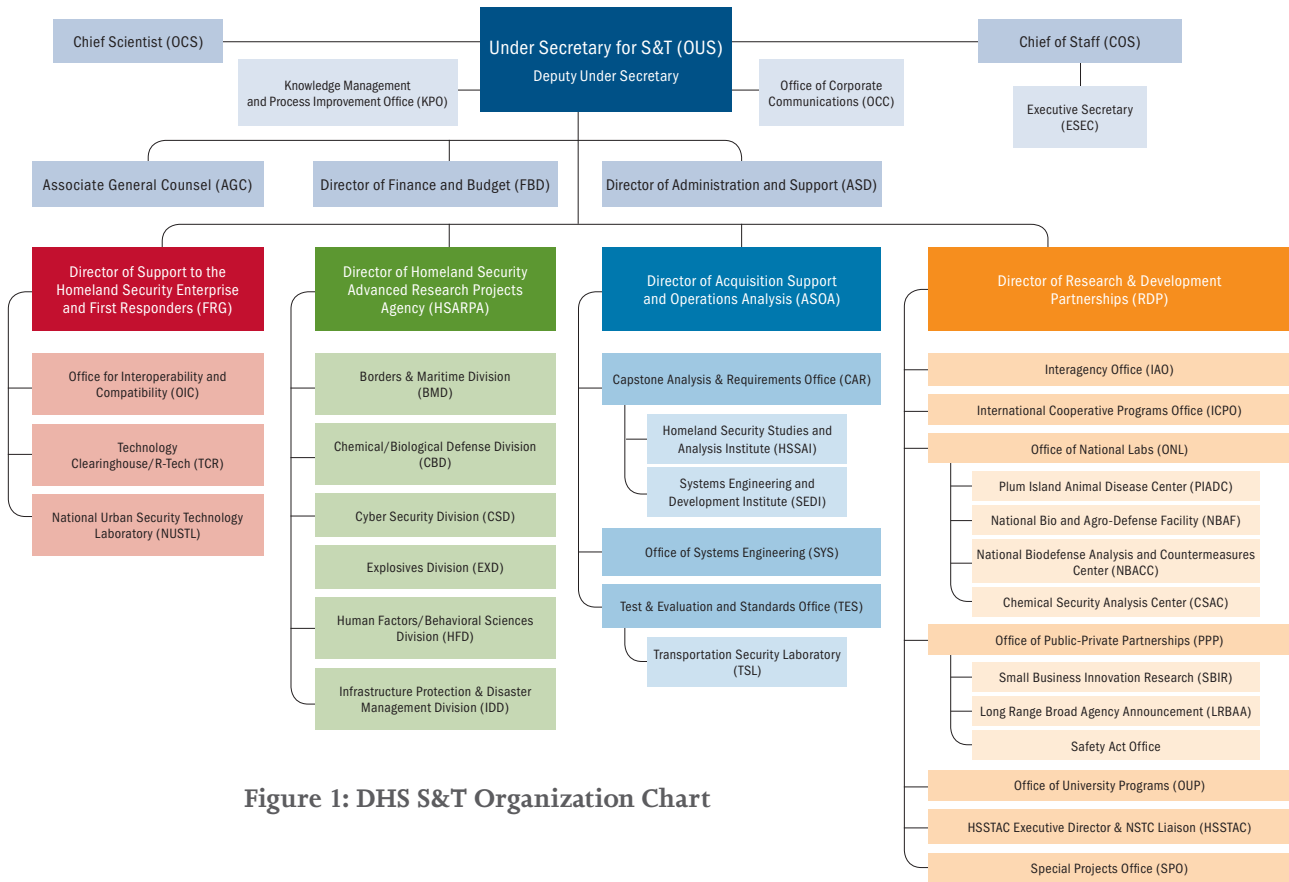 Chief Scientist (OCS)
Under Secretary for S&T (OUS)
Deputy Under Secretary
Chief of Staff (COS)
Knowledge Management
and Process Improvement Office (KPO)
Office of Corporate
Communications (OCC)
Executive Secretary
(ESEC)
Associate General Counsel (AGC)
Director of Finance and Budget (FBD)
Director of Administration and Support (ASD)
Director of Support to the
Homeland Security Enterprise
and First Responders (FRG)
Office for Interoperability and
Compatibility (OIC)
Technology
Clearinghouse/R-Tech (TCR)
National Urban Security Technology
Laboratory (NUSTL)
Director of Homeland Security
Advanced Research Projects
Agency (HSARPA)
Borders & Maritime Division
(BMD)
Chemical/Biological Defense Division
(CBD)
Cyber Security Division (CSD)
Explosives Division (EXD)
Human Factors/Behavioral Sciences
Division (HFD)
Infrastructure Protection & Disaster
Management Division (IDD)
Director of Acquisition Support
and Operations Analysis (ASOA)
Capstone Analysis & Requirements Office (CAR)
Homeland Security Studies and
Analysis Institute (HSSAI)
Systems Engineering and
Development Institute (SEDI)
Office of Systems Engineering (SYS)
Test & Evaluation and Standards Office (TES)
Transportation Security Laboratory
(TSL)
Director of Research & Development
Partnerships (RDP)
Interagency Office (IAO)
International Cooperative Programs Office (ICPO)
Office of National Labs (ONL)
Plum Island Animal Disease Center (PIADC)
National Bio and Agro-Defense Facility (NBAF)
National Biodefense Analysis and Countermeasures
Center (NBACC)
Chemical Security Analysis Center (CSAC)
Office of Public-Private Partnerships (PPP)
Small Business Innovation Research (SBIR)
Long Range Broad Agency Announcement (LRBAA)
Safety Act Office
Office of University Programs (OUP)
HSSTAC Executive Director & NSTC Liaison (HSSTAC)
Special Projects Office (SPO)
Figure 1: DHS S&T Organization Chart